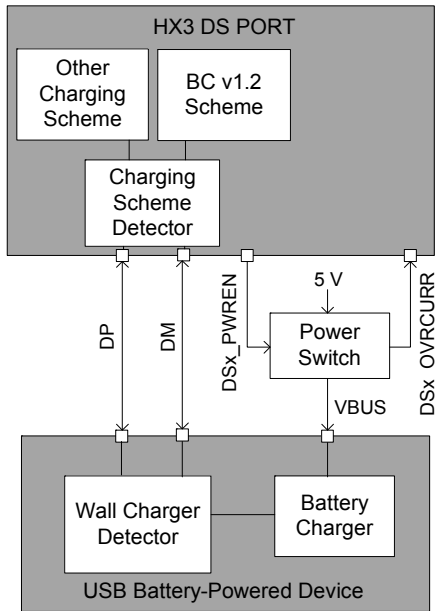 HX3 DS PORT
Other
Charging
Scheme
BC v1.2
Scheme
Charging
Scheme
Detector
DP
DM
DSx_PWREN
5 V
Power
Switch
DSx_OVRCURR
VBUS
Wall Charger
Detector
Battery
Charger
USB Battery-Powered Device